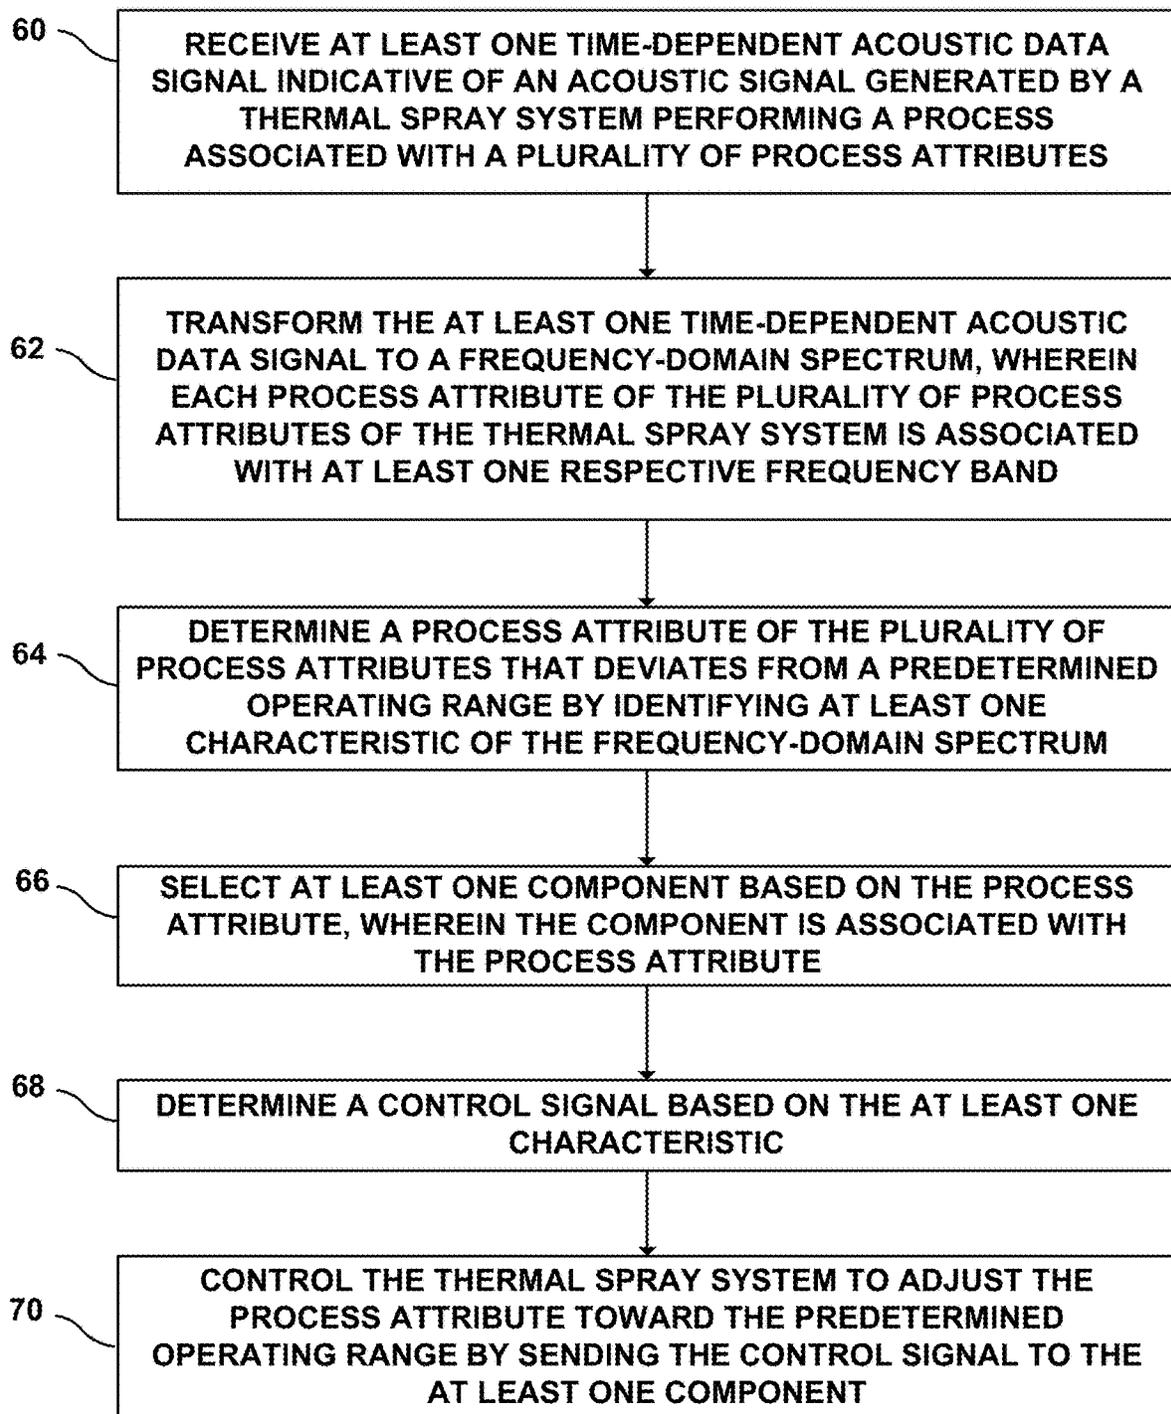 60
RECEIVE AT LEAST ONE TIME-DEPENDENT ACOUSTIC DATA
SIGNAL INDICATIVE OF AN ACOUSTIC SIGNAL GENERATED BY A
THERMAL SPRAY SYSTEM PERFORMING A PROCESS
ASSOCIATED WITH A PLURALITY OF PROCESS ATTRIBUTES
62
TRANSFORM THE AT LEAST ONE TIME-DEPENDENT ACOUSTIC
DATA SIGNAL TO A FREQUENCY-DOMAIN SPECTRUM, WHEREIN
EACH PROCESS ATTRIBUTE OF THE PLURALITY OF PROCESS
ATTRIBUTES OF THE THERMAL SPRAY SYSTEM IS ASSOCIATED
WITH AT LEAST ONE RESPECTIVE FREQUENCY BAND
64
DETERMINE A PROCESS ATTRIBUTE OF THE PLURALITY OF
PROCESS ATTRIBUTES THAT DEVIATES FROM A PREDETERMINED
OPERATING RANGE BY IDENTIFYING AT LEAST ONE
CHARACTERISTIC OF THE FREQUENCY-DOMAIN SPECTRUM
66
SELECT AT LEAST ONE COMPONENT BASED ON THE PROCESS
ATTRIBUTE, WHEREIN THE COMPONENT IS ASSOCIATED WITH
THE PROCESS ATTRIBUTE
68
DETERMINE A CONTROL SIGNAL BASED ON THE AT LEAST ONE
CHARACTERISTIC
70
CONTROL THE THERMAL SPRAY SYSTEM TO ADJUST THE
PROCESS ATTRIBUTE TOWARD THE PREDETERMINED
OPERATING RANGE BY SENDING THE CONTROL SIGNAL TO THE
AT LEAST ONE COMPONENT